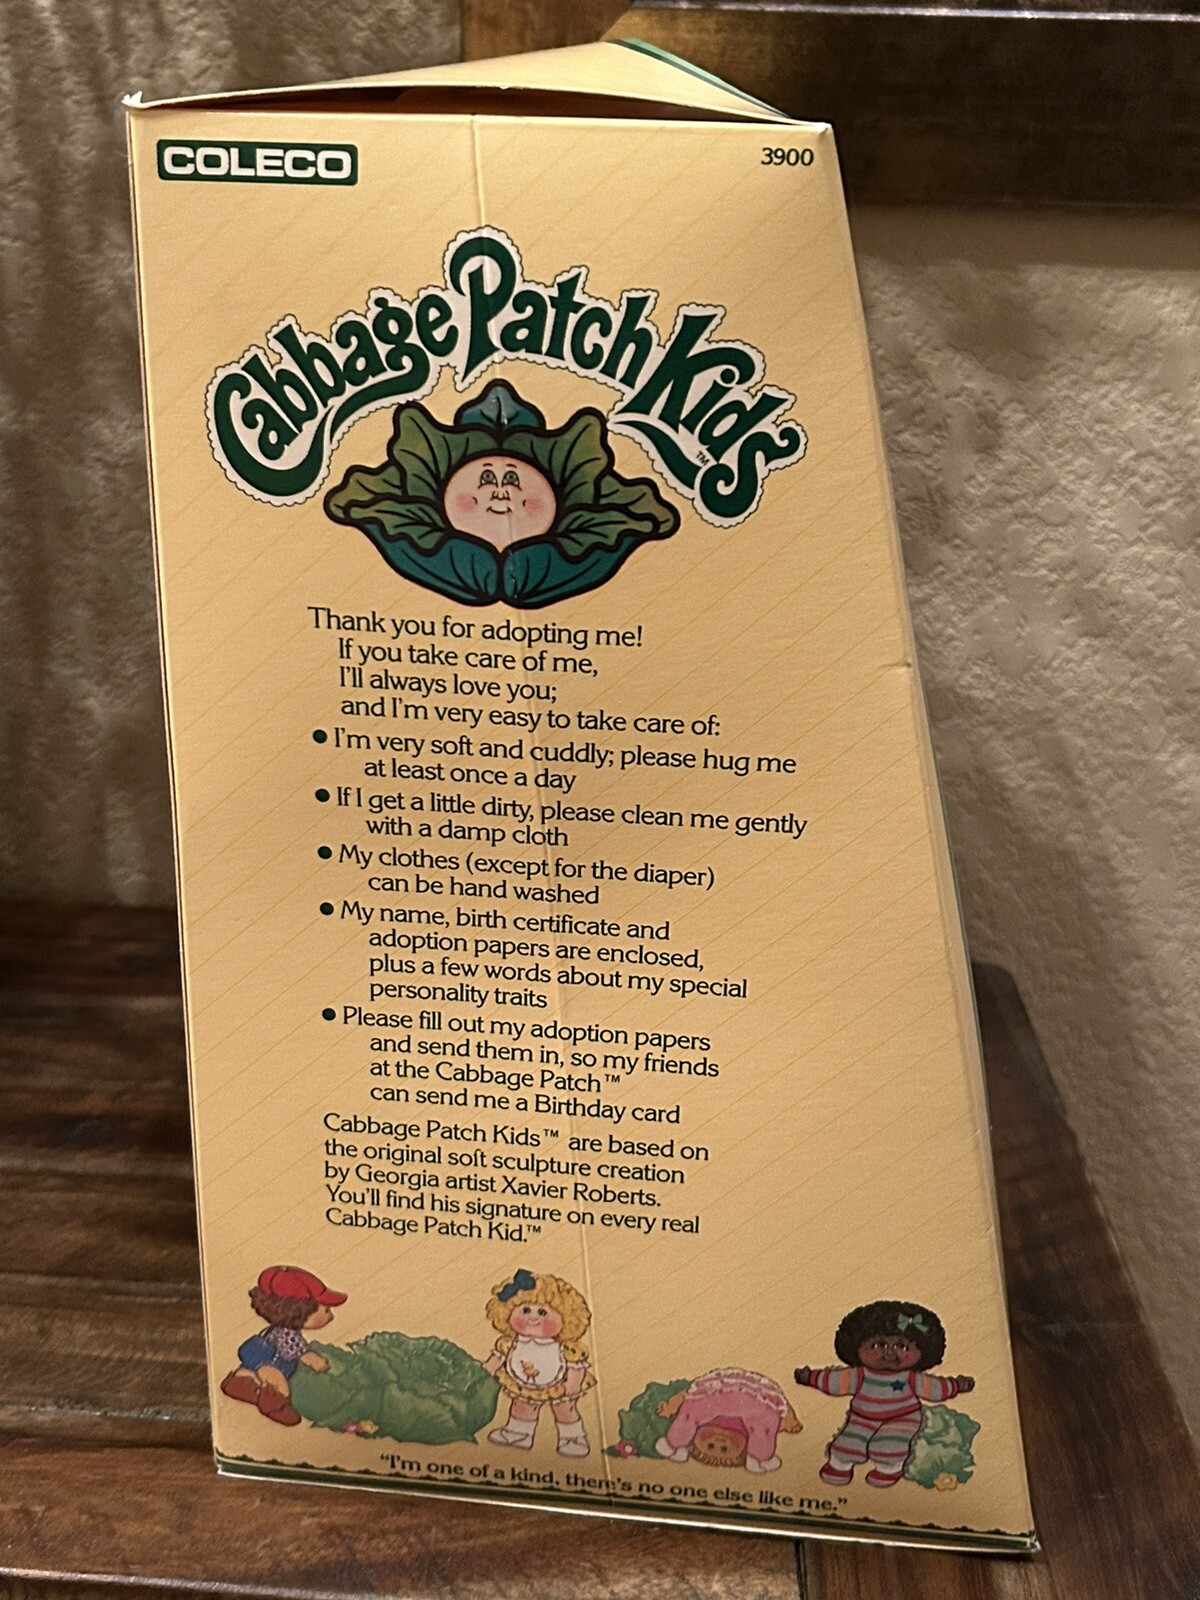 COLECO
3900
Cabbage Patch Kids™
Thank you for adopting me!
If you take care of me,
I'll always love you;
and I'm very easy to take care of:
• I'm very soft and cuddly; please hug me
at least once a day
• If I get a little dirty, please clean me gently
with a damp cloth
• My clothes (except for the diaper)
can be hand washed
• My name, birth certificate and
adoption papers are enclosed,
plus a few words about my special
personality traits
• Please fill out my adoption papers
and send them in, so my friends
at the Cabbage Patch™
can send me a Birthday card
Cabbage Patch Kids™ are based on
the original soft sculpture creation
by Georgia artist Xavier Roberts.
You'll find his signature on every real
Cabbage Patch Kid.™
"I'm one of a kind, there's no one else like me."